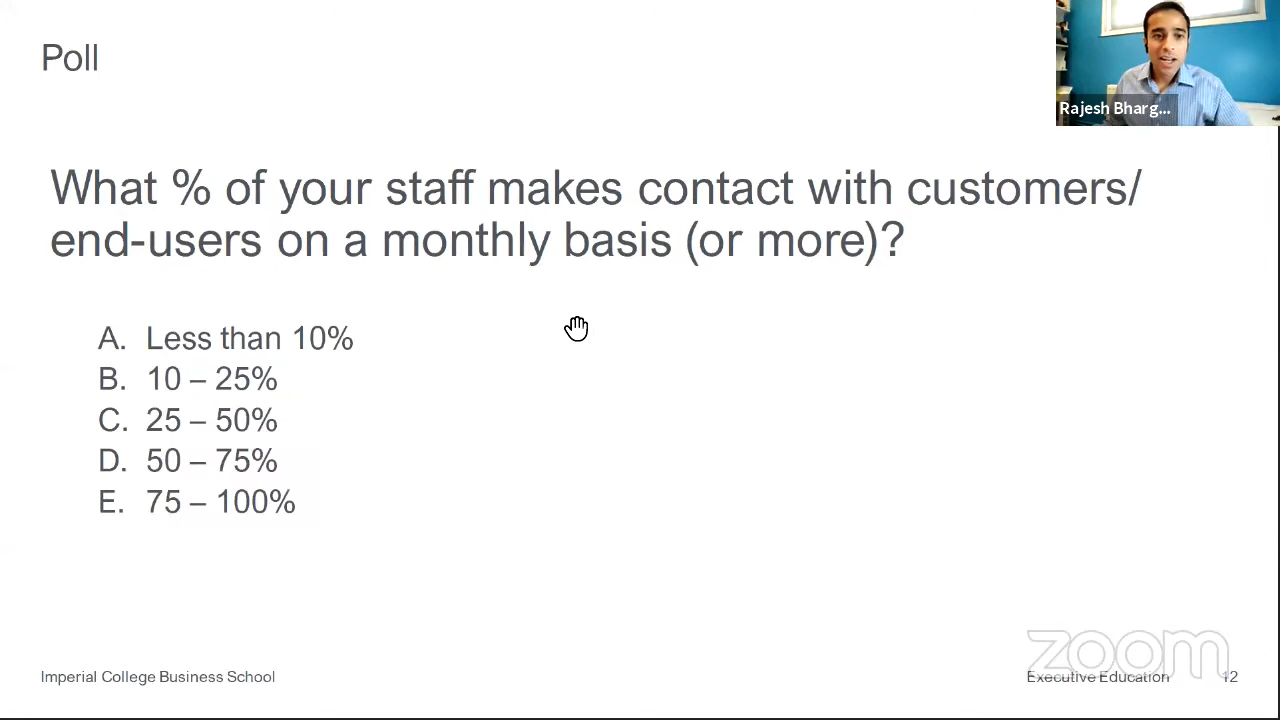 Poll
Rajesh Bharg...
What % of your staff makes contact with customers/
end-users on a monthly basis (or more)?
A. Less than 10%
B. 10 – 25%
C. 25 – 50%
D. 50 – 75%
E. 75 – 100%
zoom
Imperial College Business School
Executive Education
12